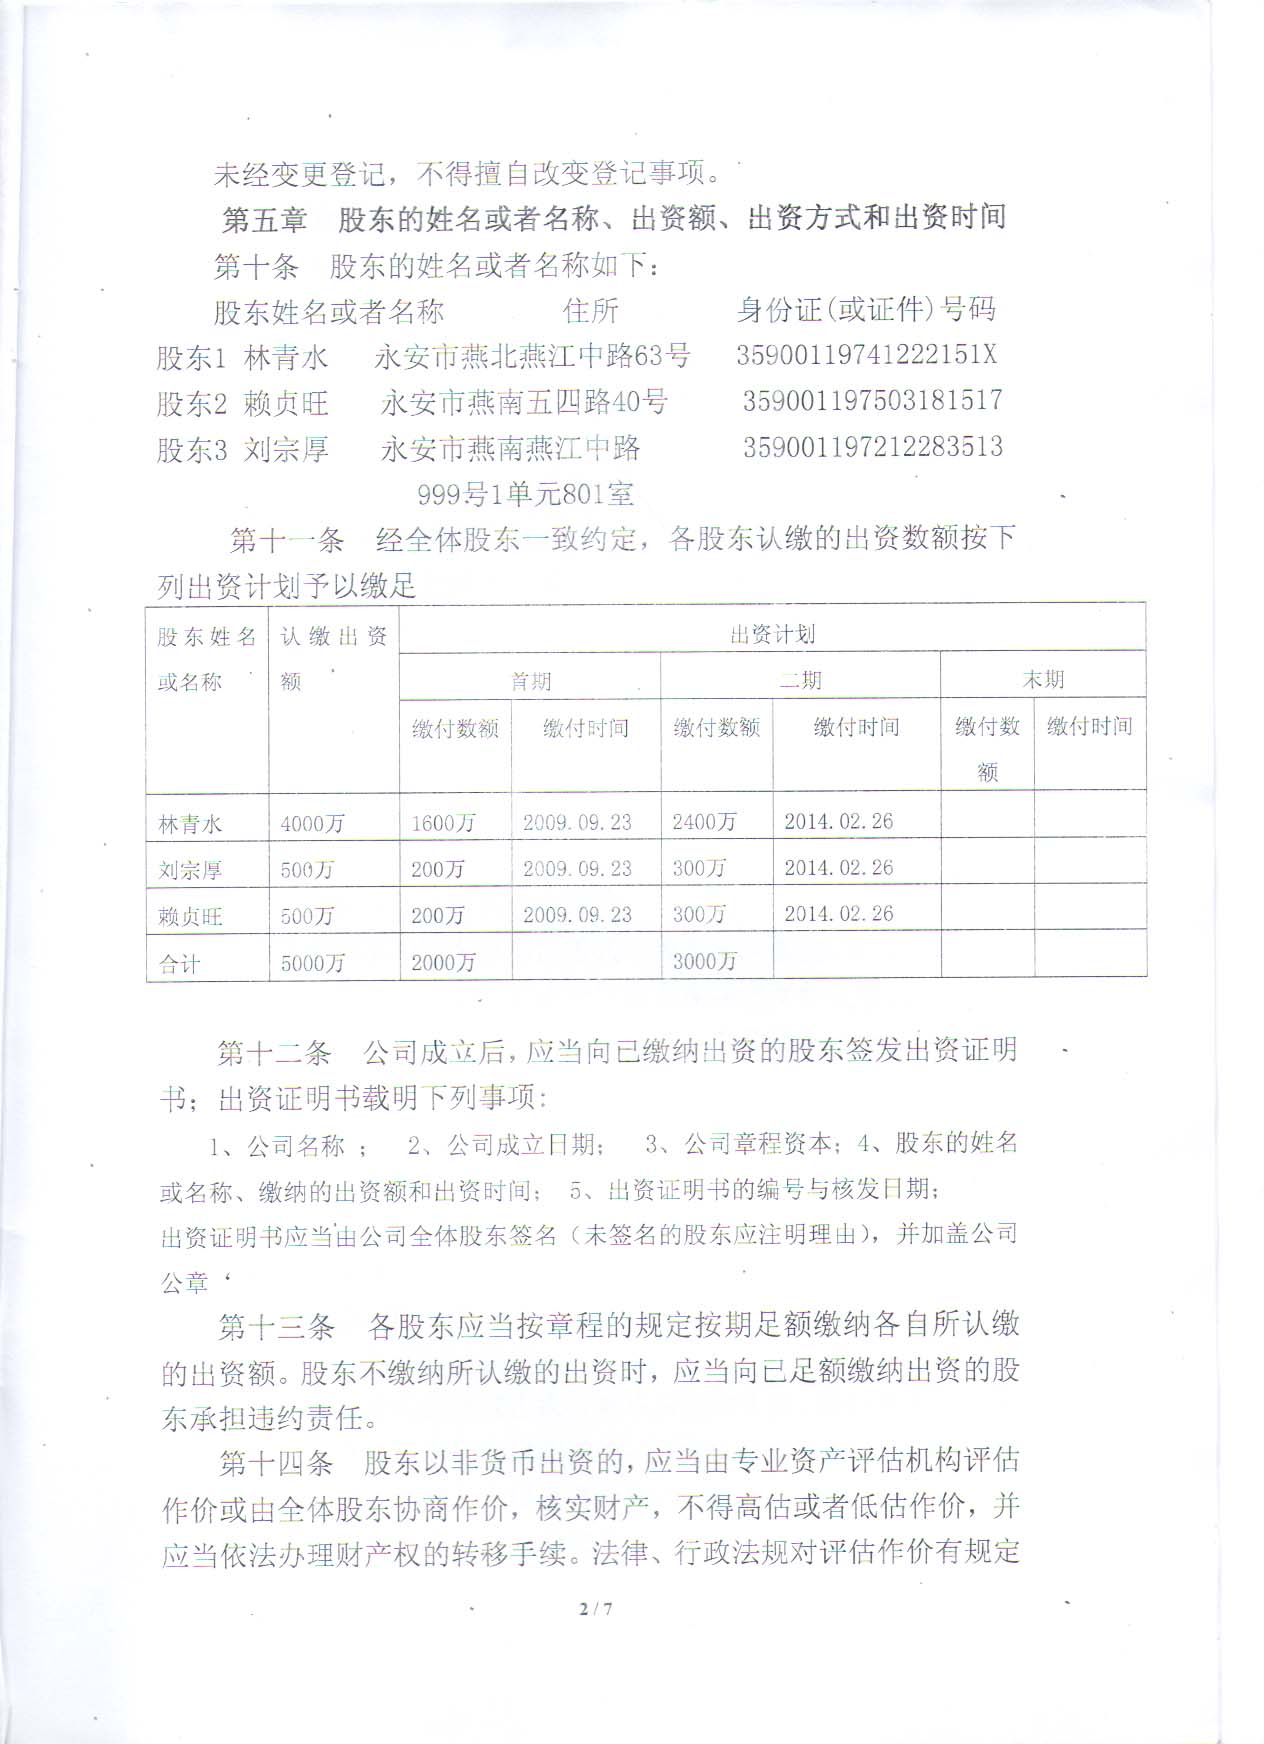 未经变更登记，不得擅自改变登记事项。
第五章　股东的姓名或者名称、出资额、出资方式和出资时间
第十条　股东的姓名或者名称如下：
股东姓名或者名称　住所　身份证(或证件)号码
股东1 林青水　永安市燕北燕江中路63号　35900119741222151X
股东2 赖贞旺　永安市燕南五四路40号　359001197503181517
股东3 刘宗厚　永安市燕南燕江中路　359001197212283513
999号1单元801室
第十一条　经全体股东一致约定，各股东认缴的出资数额按下
列出资计划予以缴足
股东姓名 认缴出资 出资计划
或名称 额 首期 二期 末期
缴付数额 缴付时间 缴付数额 缴付时间 缴付数 缴付时间
额
林青水 4000万 1600万 2009.09.23 2400万 2014.02.26
刘宗厚 500万 200万 2009.09.23 300万 2014.02.26
赖贞旺 500万 200万 2009.09.23 300万 2014.02.26
合计 5000万 2000万 3000万
第十二条　公司成立后，应当向已缴纳出资的股东签发出资证明
书；出资证明书载明下列事项：
1、公司名称 ；　2、公司成立日期；　3、公司章程资本；4、股东的姓名
或名称、缴纳的出资额和出资时间； 5、出资证明书的编号与核发日期；
出资证明书应当由公司全体股东签名（未签名的股东应注明理由），并加盖公司
公章
第十三条　各股东应当按章程的规定按期足额缴纳各自所认缴
的出资额。股东不缴纳所认缴的出资时，应当向已足额缴纳出资的股
东承担违约责任。
第十四条　股东以非货币出资的，应当由专业资产评估机构评估
作价或由全体股东协商作价，核实财产，不得高估或者低估作价，并
应当依法办理财产权的转移手续。法律、行政法规对评估作价有规定
2/7